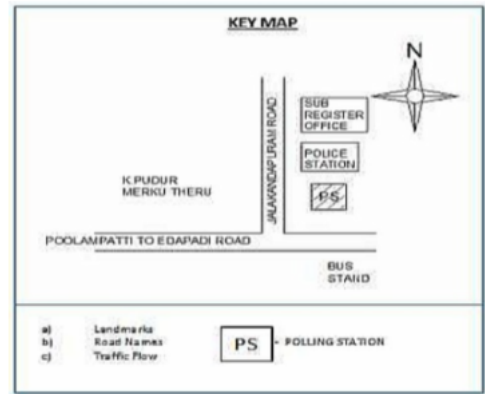 KEY MAP
N
SUB
REGISTER
OFFICE
JALAKANDAPURAM ROAD
POLICE
STATION
K.PUDUR
MERKU THERU
PS
POOLAMPATTI TO EDAPADI ROAD
BUS
STAND
a) Landmarks
b) Road Names
c) Traffic Flow
PS - POLLING STATION